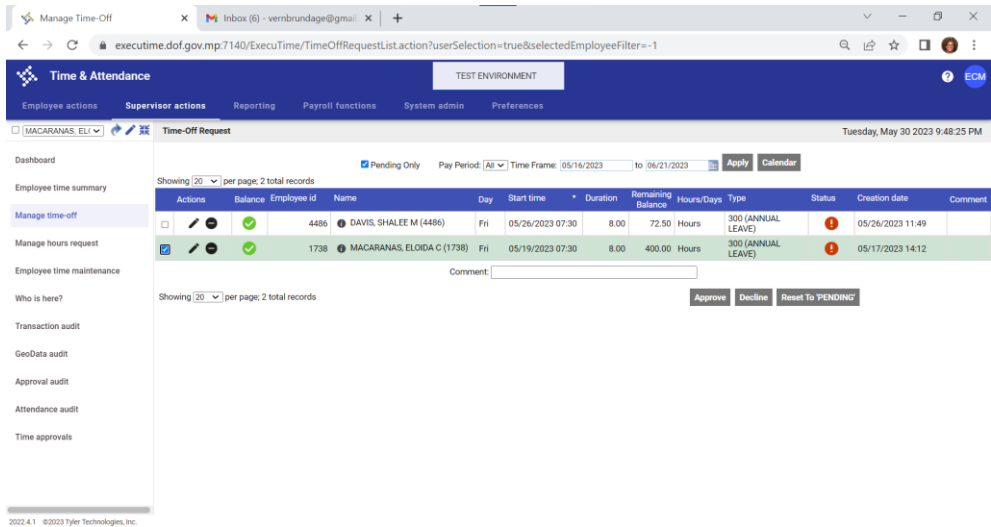 Manage Time-Off
Inbox (6) - vernbrundage@gmail.
executime.dof.gov.mp:7140/ExecuTime/TimeOffRequestList.action?userSelection=true&selectedEmployeeFilter=-1
Time & Attendance
TEST ENVIRONMENT
ECM
Employee actions Supervisor actions Reporting Payroll functions System admin Preferences
MACARANAS, EL( Time-Off Request Tuesday, May 30 2023 9:48:25 PM
Dashboard
Employee time summary
Manage time-off
Manage hours request
Employee time maintenance
Who is here?
Transaction audit
GeoData audit
Approval audit
Attendance audit
Time approvals
Pending Only Pay Period: All Time Frame: 05/16/2023 to 06/21/2023 Apply Calendar
Showing 20 per page; 2 total records
Actions Balance Employee id Name Day Start time Duration Remaining Balance Hours/Days Type Status Creation date Comment
4486 DAVIS, SHALEE M (4486) Fri 05/26/2023 07:30 8.00 72.50 Hours 300 (ANNUAL LEAVE) 05/26/2023 11:49
1738 MACARANAS, ELOIDA C (1738) Fri 05/19/2023 07:30 8.00 400.00 Hours 300 (ANNUAL LEAVE) 05/17/2023 14:12
Comment:
Showing 20 per page; 2 total records Approve Decline Reset To 'PENDING'
2022.4.1 ©2023 Tyler Technologies, Inc.